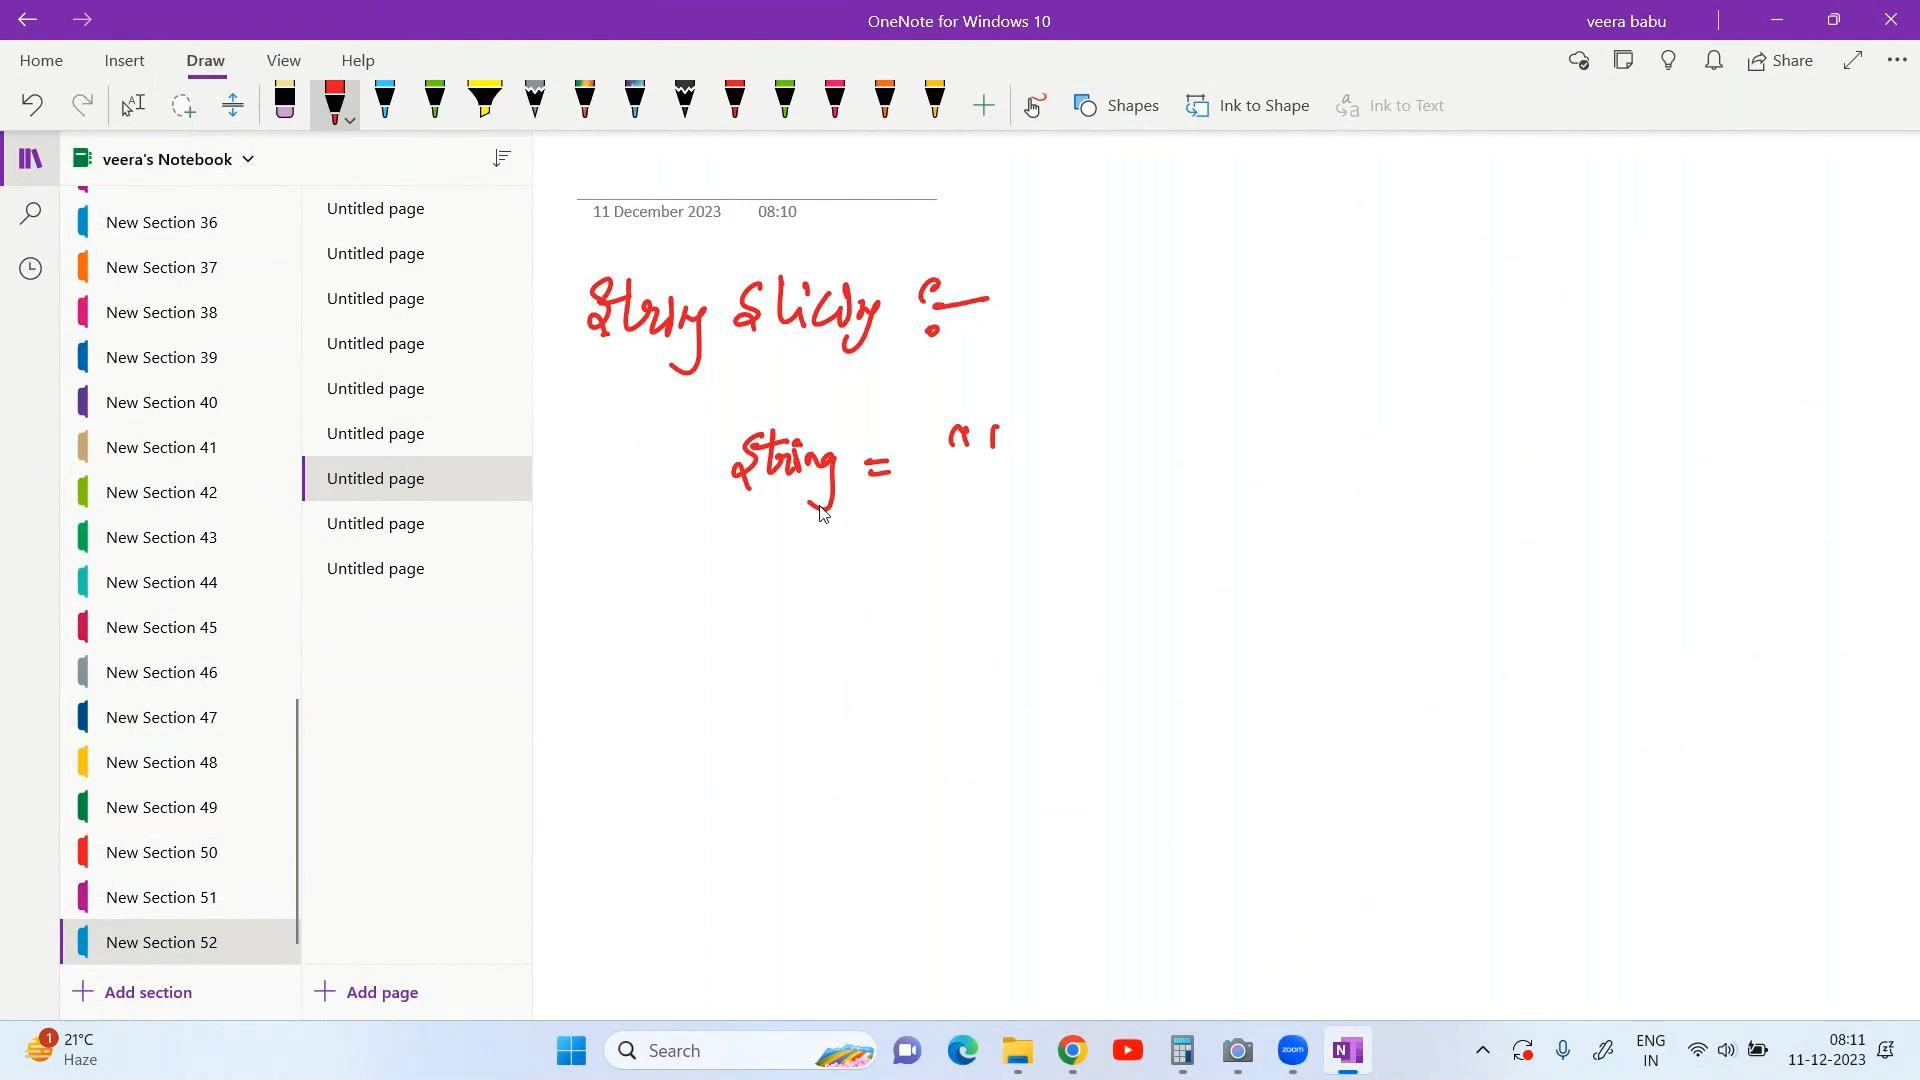 OneNote for Windows 10
veera babu
Home Insert Draw View Help
Share
Shapes Ink to Shape Ink to Text
veera's Notebook
New Section 36
New Section 37
New Section 38
New Section 39
New Section 40
New Section 41
New Section 42
New Section 43
New Section 44
New Section 45
New Section 46
New Section 47
New Section 48
New Section 49
New Section 50
New Section 51
New Section 52
Add section
Untitled page
Untitled page
Untitled page
Untitled page
Untitled page
Untitled page
Untitled page
Untitled page
Untitled page
Add page
11 December 2023 08:10
String Slicing :-
String = "
1
21°C
Haze
Search
zoom
N
ENG
IN
08:11
11-12-2023